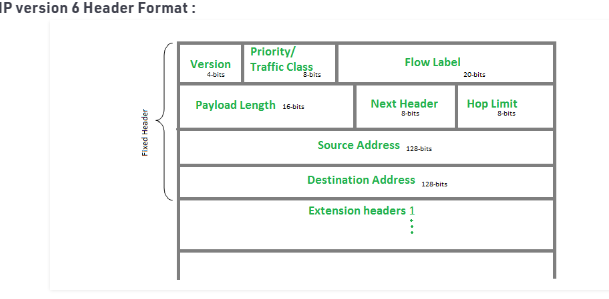 IP version 6 Header Format :
Priority/
Version Traffic Class Flow Label
4-bits 8-bits 20-bits
Payload Length 16-bits Next Header Hop Limit
8-bits 8-bits
Fixed Header
Source Address 128-bits
Destination Address 128-bits
Extension headers 1